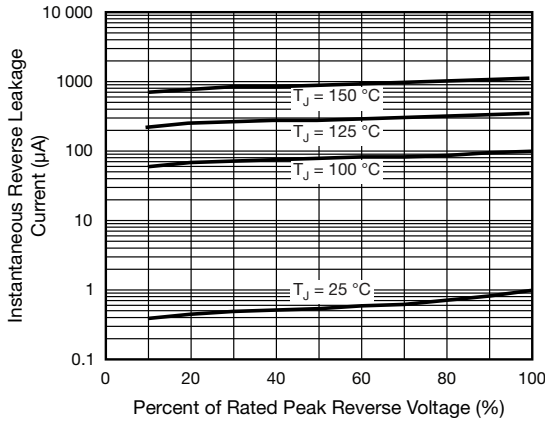 10 000
1000
100
10
1
0.1
Instantaneous Reverse Leakage
Current (µA)
T_J = 150 °C
T_J = 125 °C
T_J = 100 °C
T_J = 25 °C
0 20 40 60 80 100
Percent of Rated Peak Reverse Voltage (%)